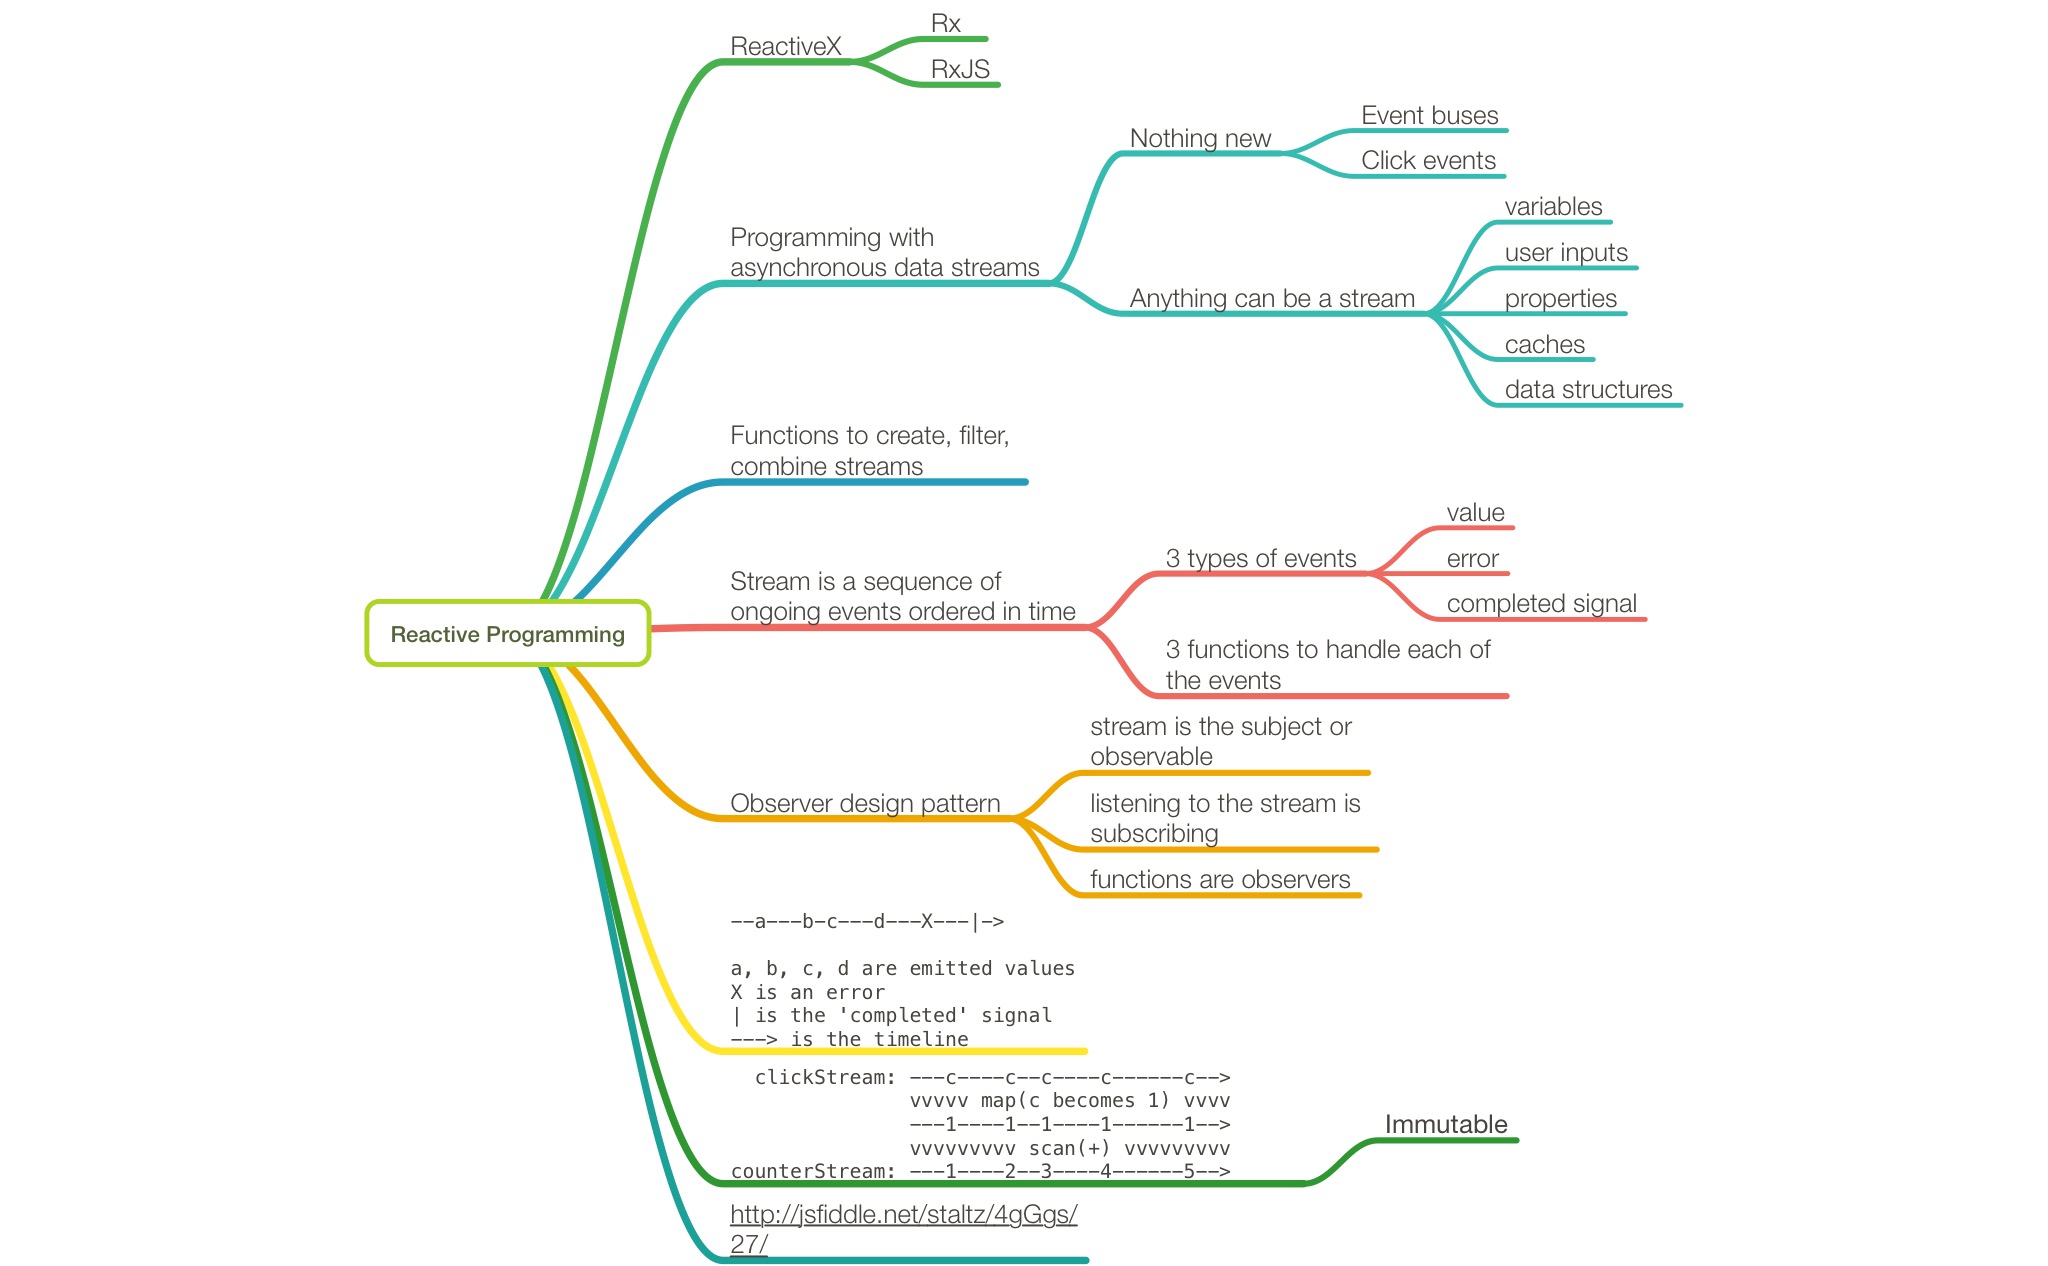 Reactive Programming
ReactiveX
Rx
RxJS
Programming with
asynchronous data streams
Nothing new
Event buses
Click events
Anything can be a stream
variables
user inputs
properties
caches
data structures
Functions to create, filter,
combine streams
Stream is a sequence of
ongoing events ordered in time
3 types of events
value
error
completed signal
3 functions to handle each of
the events
Observer design pattern
stream is the subject or
observable
listening to the stream is
subscribing
functions are observers
--a---b-c---d---X---|->
a, b, c, d are emitted values
X is an error
| is the 'completed' signal
---> is the timeline
  clickStream: ---c----c--c----c------c-->
               vvvvv map(c becomes 1) vvvv
               ---1----1--1----1------1-->
               vvvvvvvvv scan(+) vvvvvvvvv
counterStream: ---1----2--3----4------5-->
Immutable
http://jsfiddle.net/staltz/4gGgs/
27/